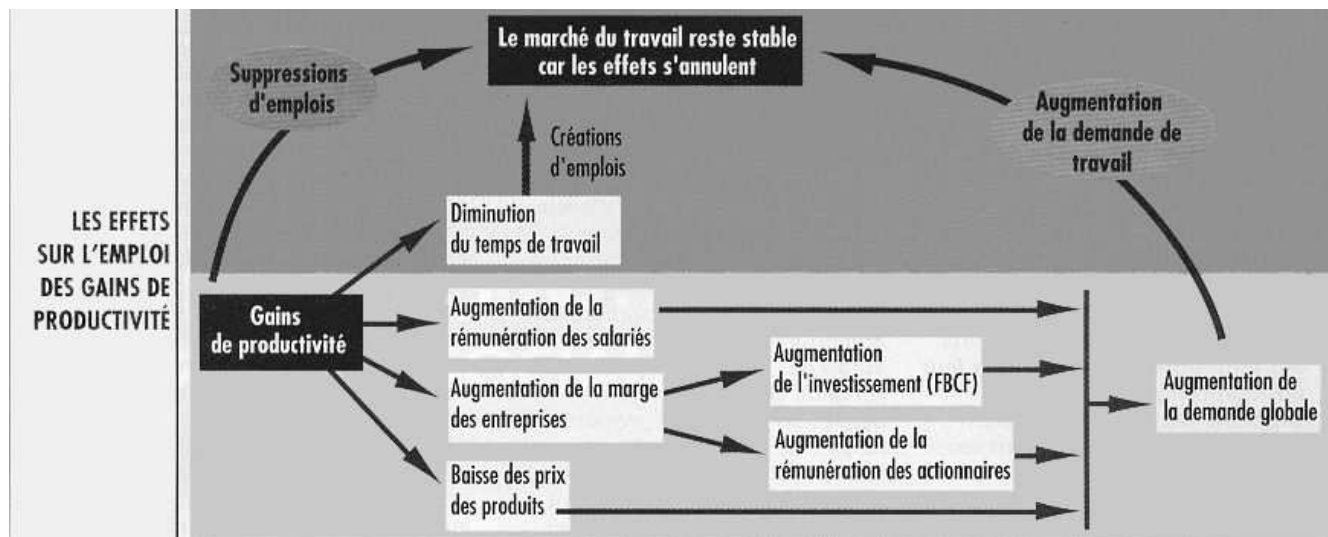 LES EFFETS
SUR L'EMPLOI
DES GAINS DE
PRODUCTIVITÉ
Le marché du travail reste stable
car les effets s'annulent
Suppressions
d'emplois
Augmentation
de la demande de
travail
Créations
d'emplois
Diminution
du temps de travail
Gains
de productivité
Augmentation de la
rémunération des salariés
Augmentation de la marge
des entreprises
Baisse des prix
des produits
Augmentation
de l'investissement (FBCF)
Augmentation de la
rémunération des actionnaires
Augmentation de
la demande globale